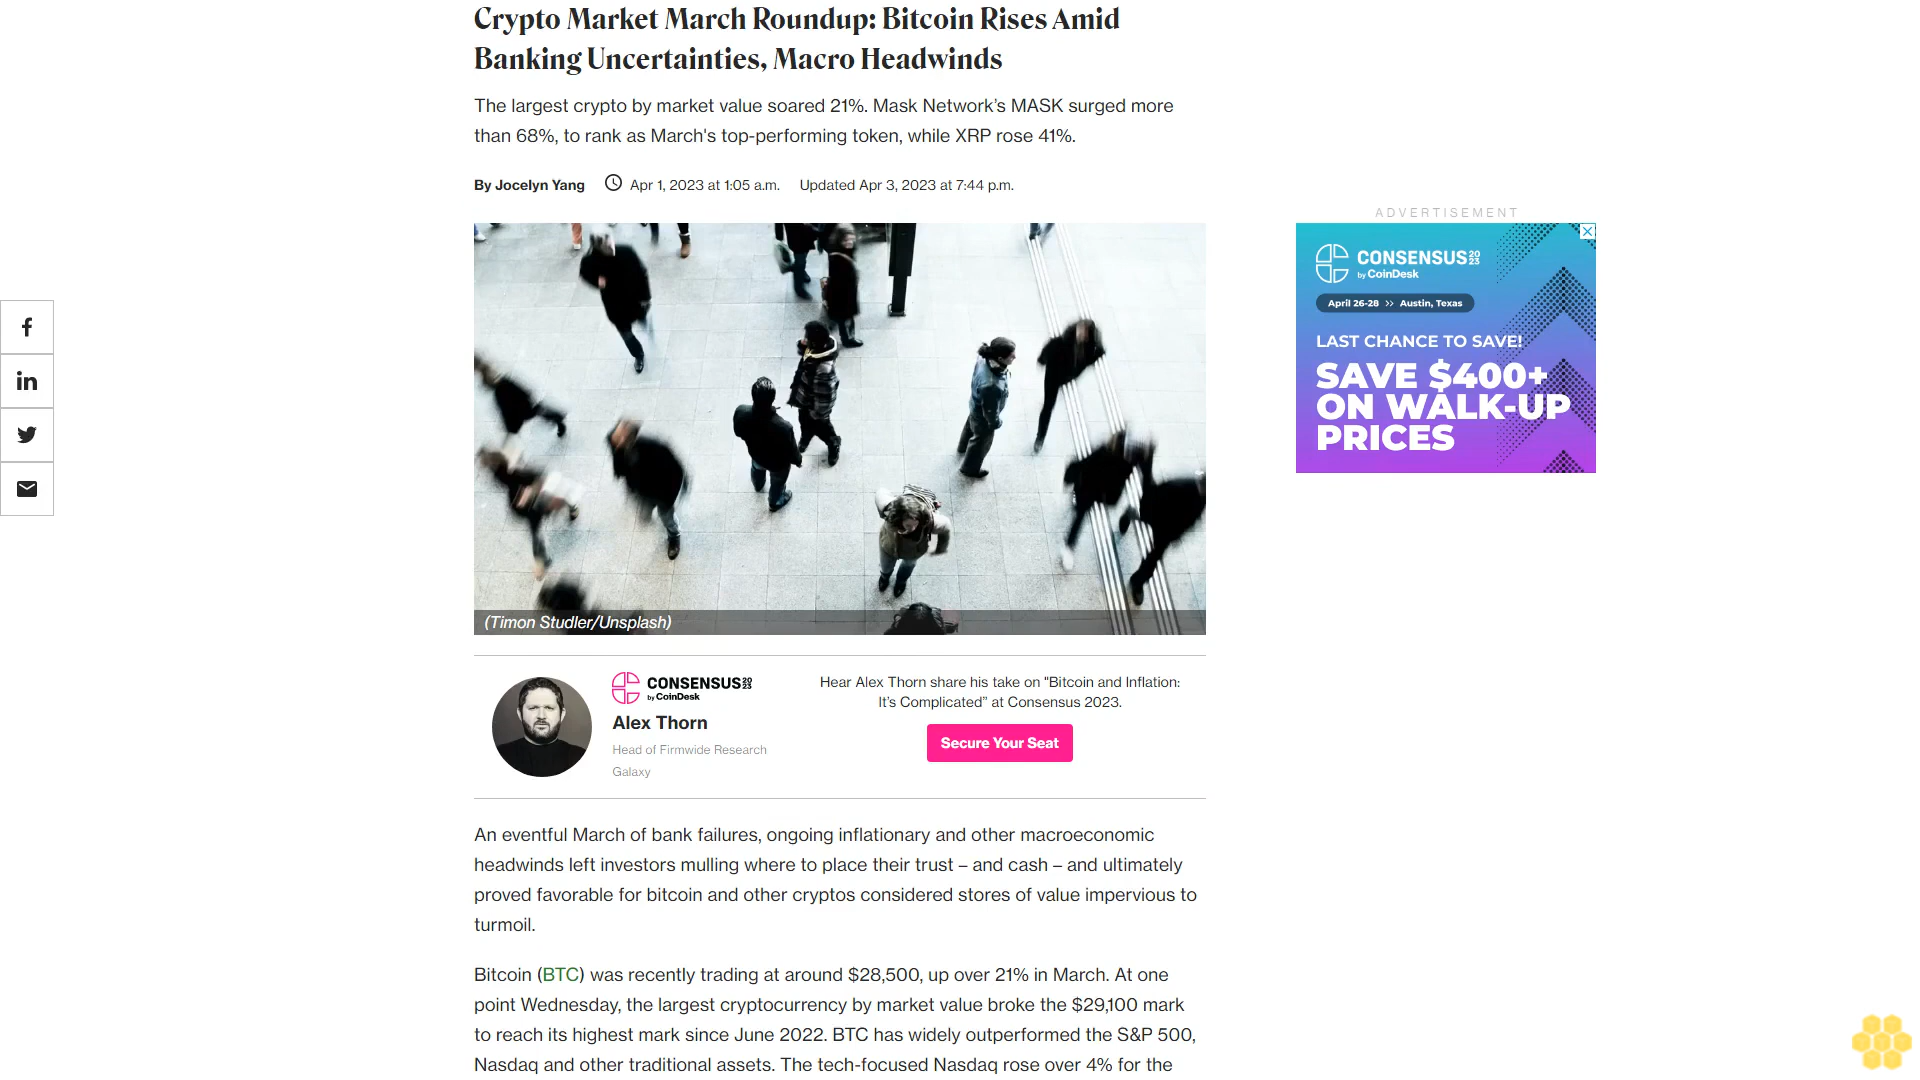 Crypto Market March Roundup: Bitcoin Rises Amid
Banking Uncertainties, Macro Headwinds
The largest crypto by market value soared 21%. Mask Network’s MASK surged more
than 68%, to rank as March's top-performing token, while XRP rose 41%.
By Jocelyn Yang Apr 1, 2023 at 1:05 a.m. Updated Apr 3, 2023 at 7:44 p.m.
(Timon Studler/Unsplash)
CONSENSUS 2023
by CoinDesk
Alex Thorn
Head of Firmwide Research
Galaxy
Hear Alex Thorn share his take on "Bitcoin and Inflation:
It’s Complicated” at Consensus 2023.
Secure Your Seat
An eventful March of bank failures, ongoing inflationary and other macroeconomic
headwinds left investors mulling where to place their trust – and cash – and ultimately
proved favorable for bitcoin and other cryptos considered stores of value impervious to
turmoil.
Bitcoin (BTC) was recently trading at around $28,500, up over 21% in March. At one
point Wednesday, the largest cryptocurrency by market value broke the $29,100 mark
to reach its highest mark since June 2022. BTC has widely outperformed the S&P 500,
Nasdaq and other traditional assets. The tech-focused Nasdaq rose over 4% for the
ADVERTISEMENT
CONSENSUS 2023
by CoinDesk
April 26-28 >> Austin, Texas
LAST CHANCE TO SAVE!
SAVE $400+
ON WALK-UP
PRICES